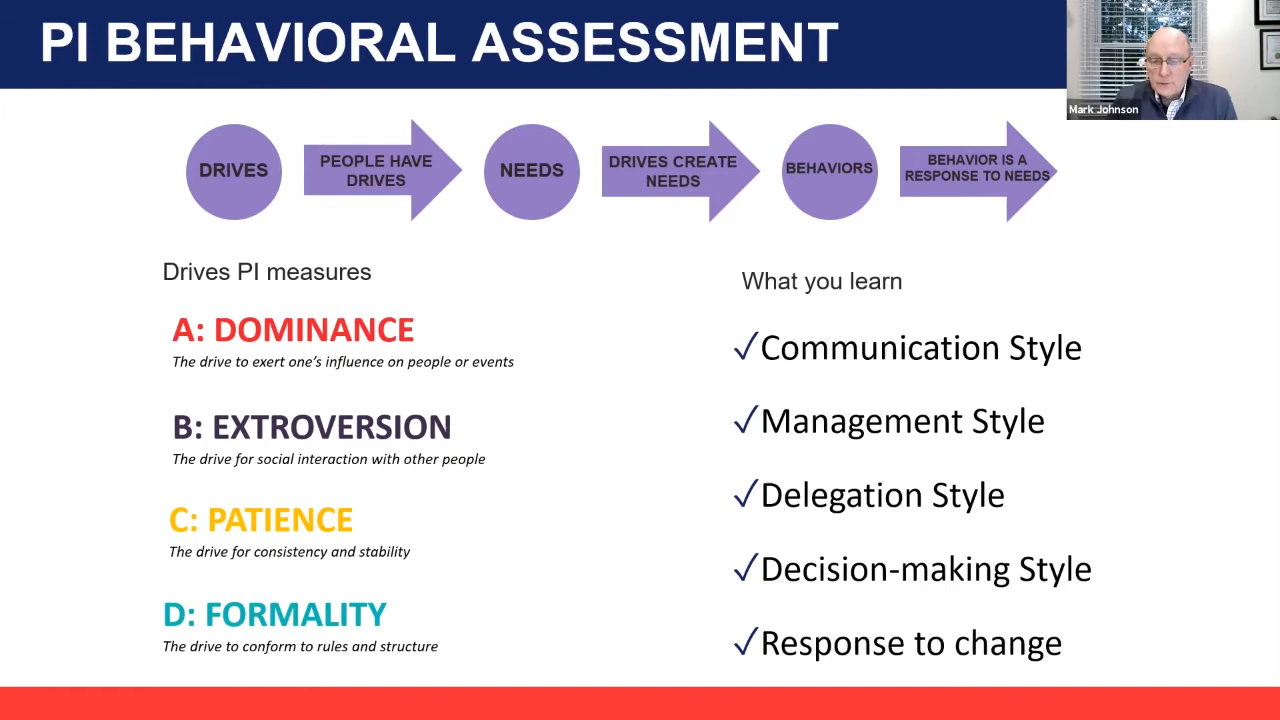 PI BEHAVIORAL ASSESSMENT
Mark Johnson
DRIVES
PEOPLE HAVE
DRIVES
NEEDS
DRIVES CREATE
NEEDS
BEHAVIORS
BEHAVIOR IS A
RESPONSE TO NEEDS
Drives PI measures
A: DOMINANCE
The drive to exert one’s influence on people or events
B: EXTROVERSION
The drive for social interaction with other people
C: PATIENCE
The drive for consistency and stability
D: FORMALITY
The drive to conform to rules and structure
What you learn
✓Communication Style
✓Management Style
✓Delegation Style
✓Decision-making Style
✓Response to change